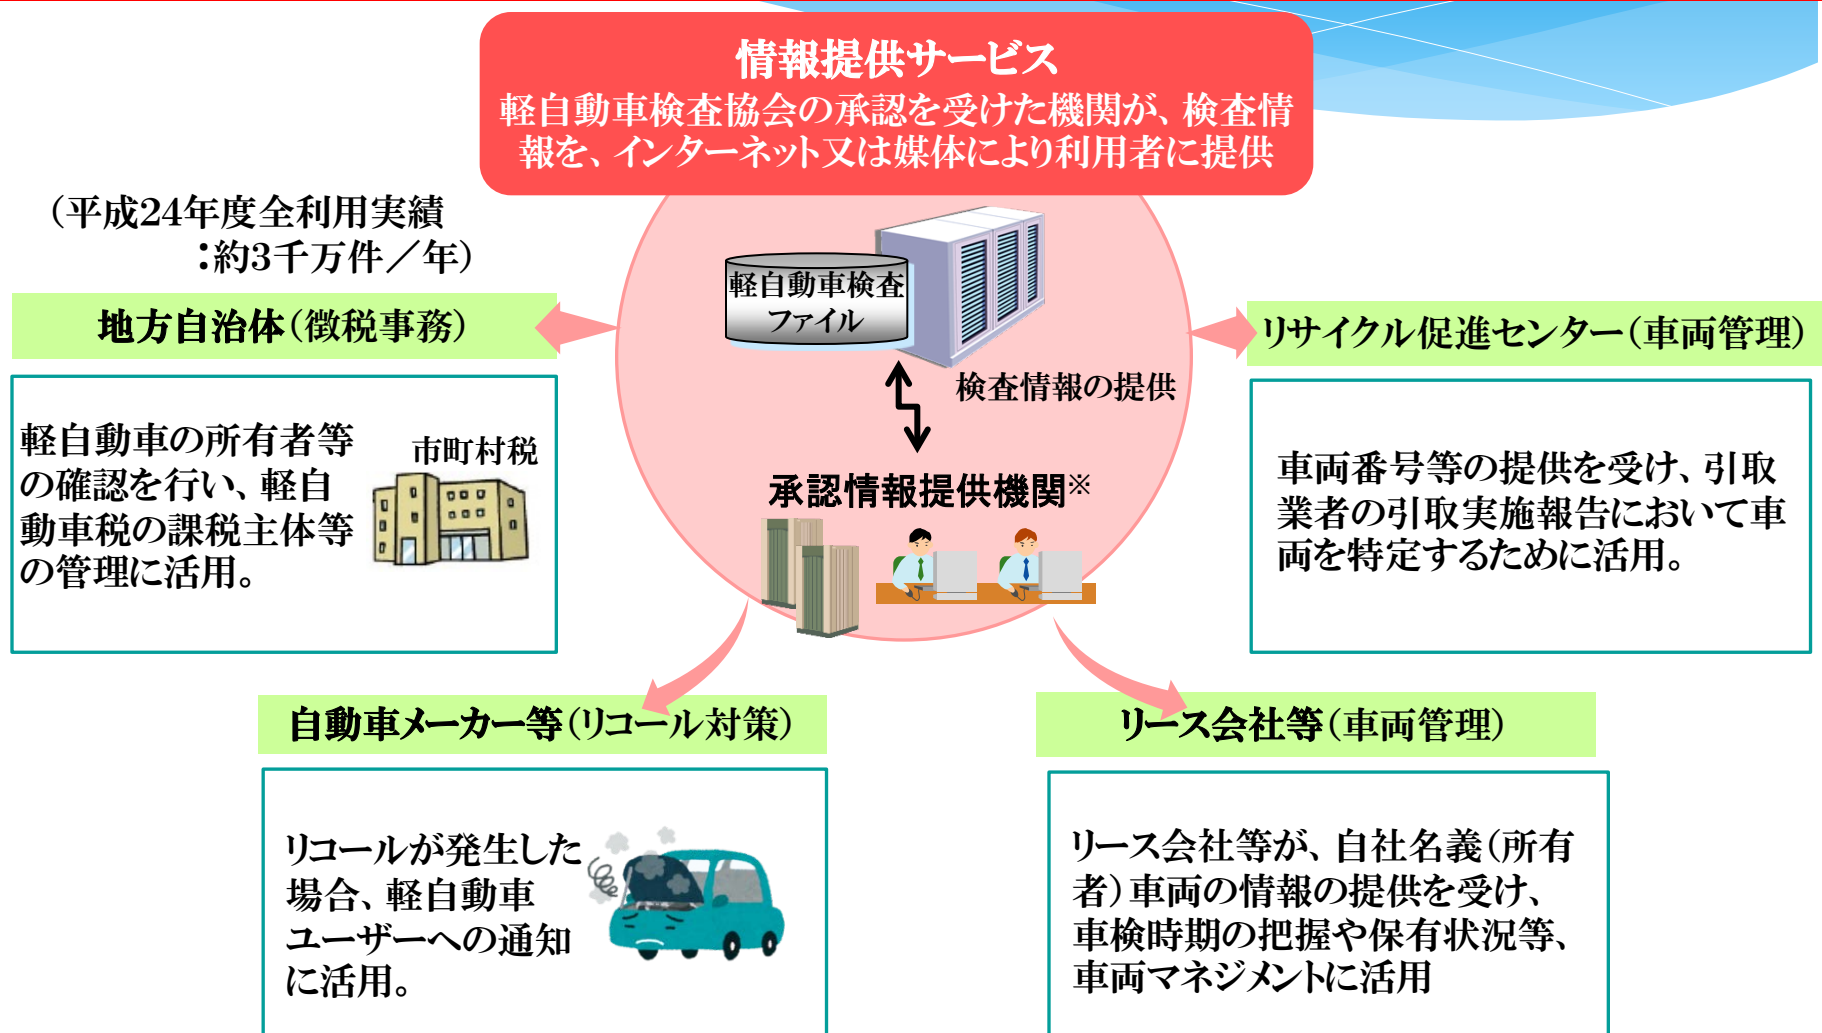 情報提供サービス
軽自動車検査協会の承認を受けた機関が、検査情
報を、インターネット又は媒体により利用者に提供
（平成24年度全利用実績
：約3千万件／年）
軽自動車検査
ファイル
検査情報の提供
承認情報提供機関※
地方自治体（徴税事務）
軽自動車の所有者等
の確認を行い、軽自
動車税の課税主体等
の管理に活用。
市町村税
リサイクル促進センター（車両管理）
車両番号等の提供を受け、引取
業者の引取実施報告において車
両を特定するために活用。
自動車メーカー等（リコール対策）
リコールが発生した
場合、軽自動車
ユーザーへの通知
に活用。
リース会社等（車両管理）
リース会社等が、自社名義（所有
者）車両の情報の提供を受け、
車検時期の把握や保有状況等、
車両マネジメントに活用